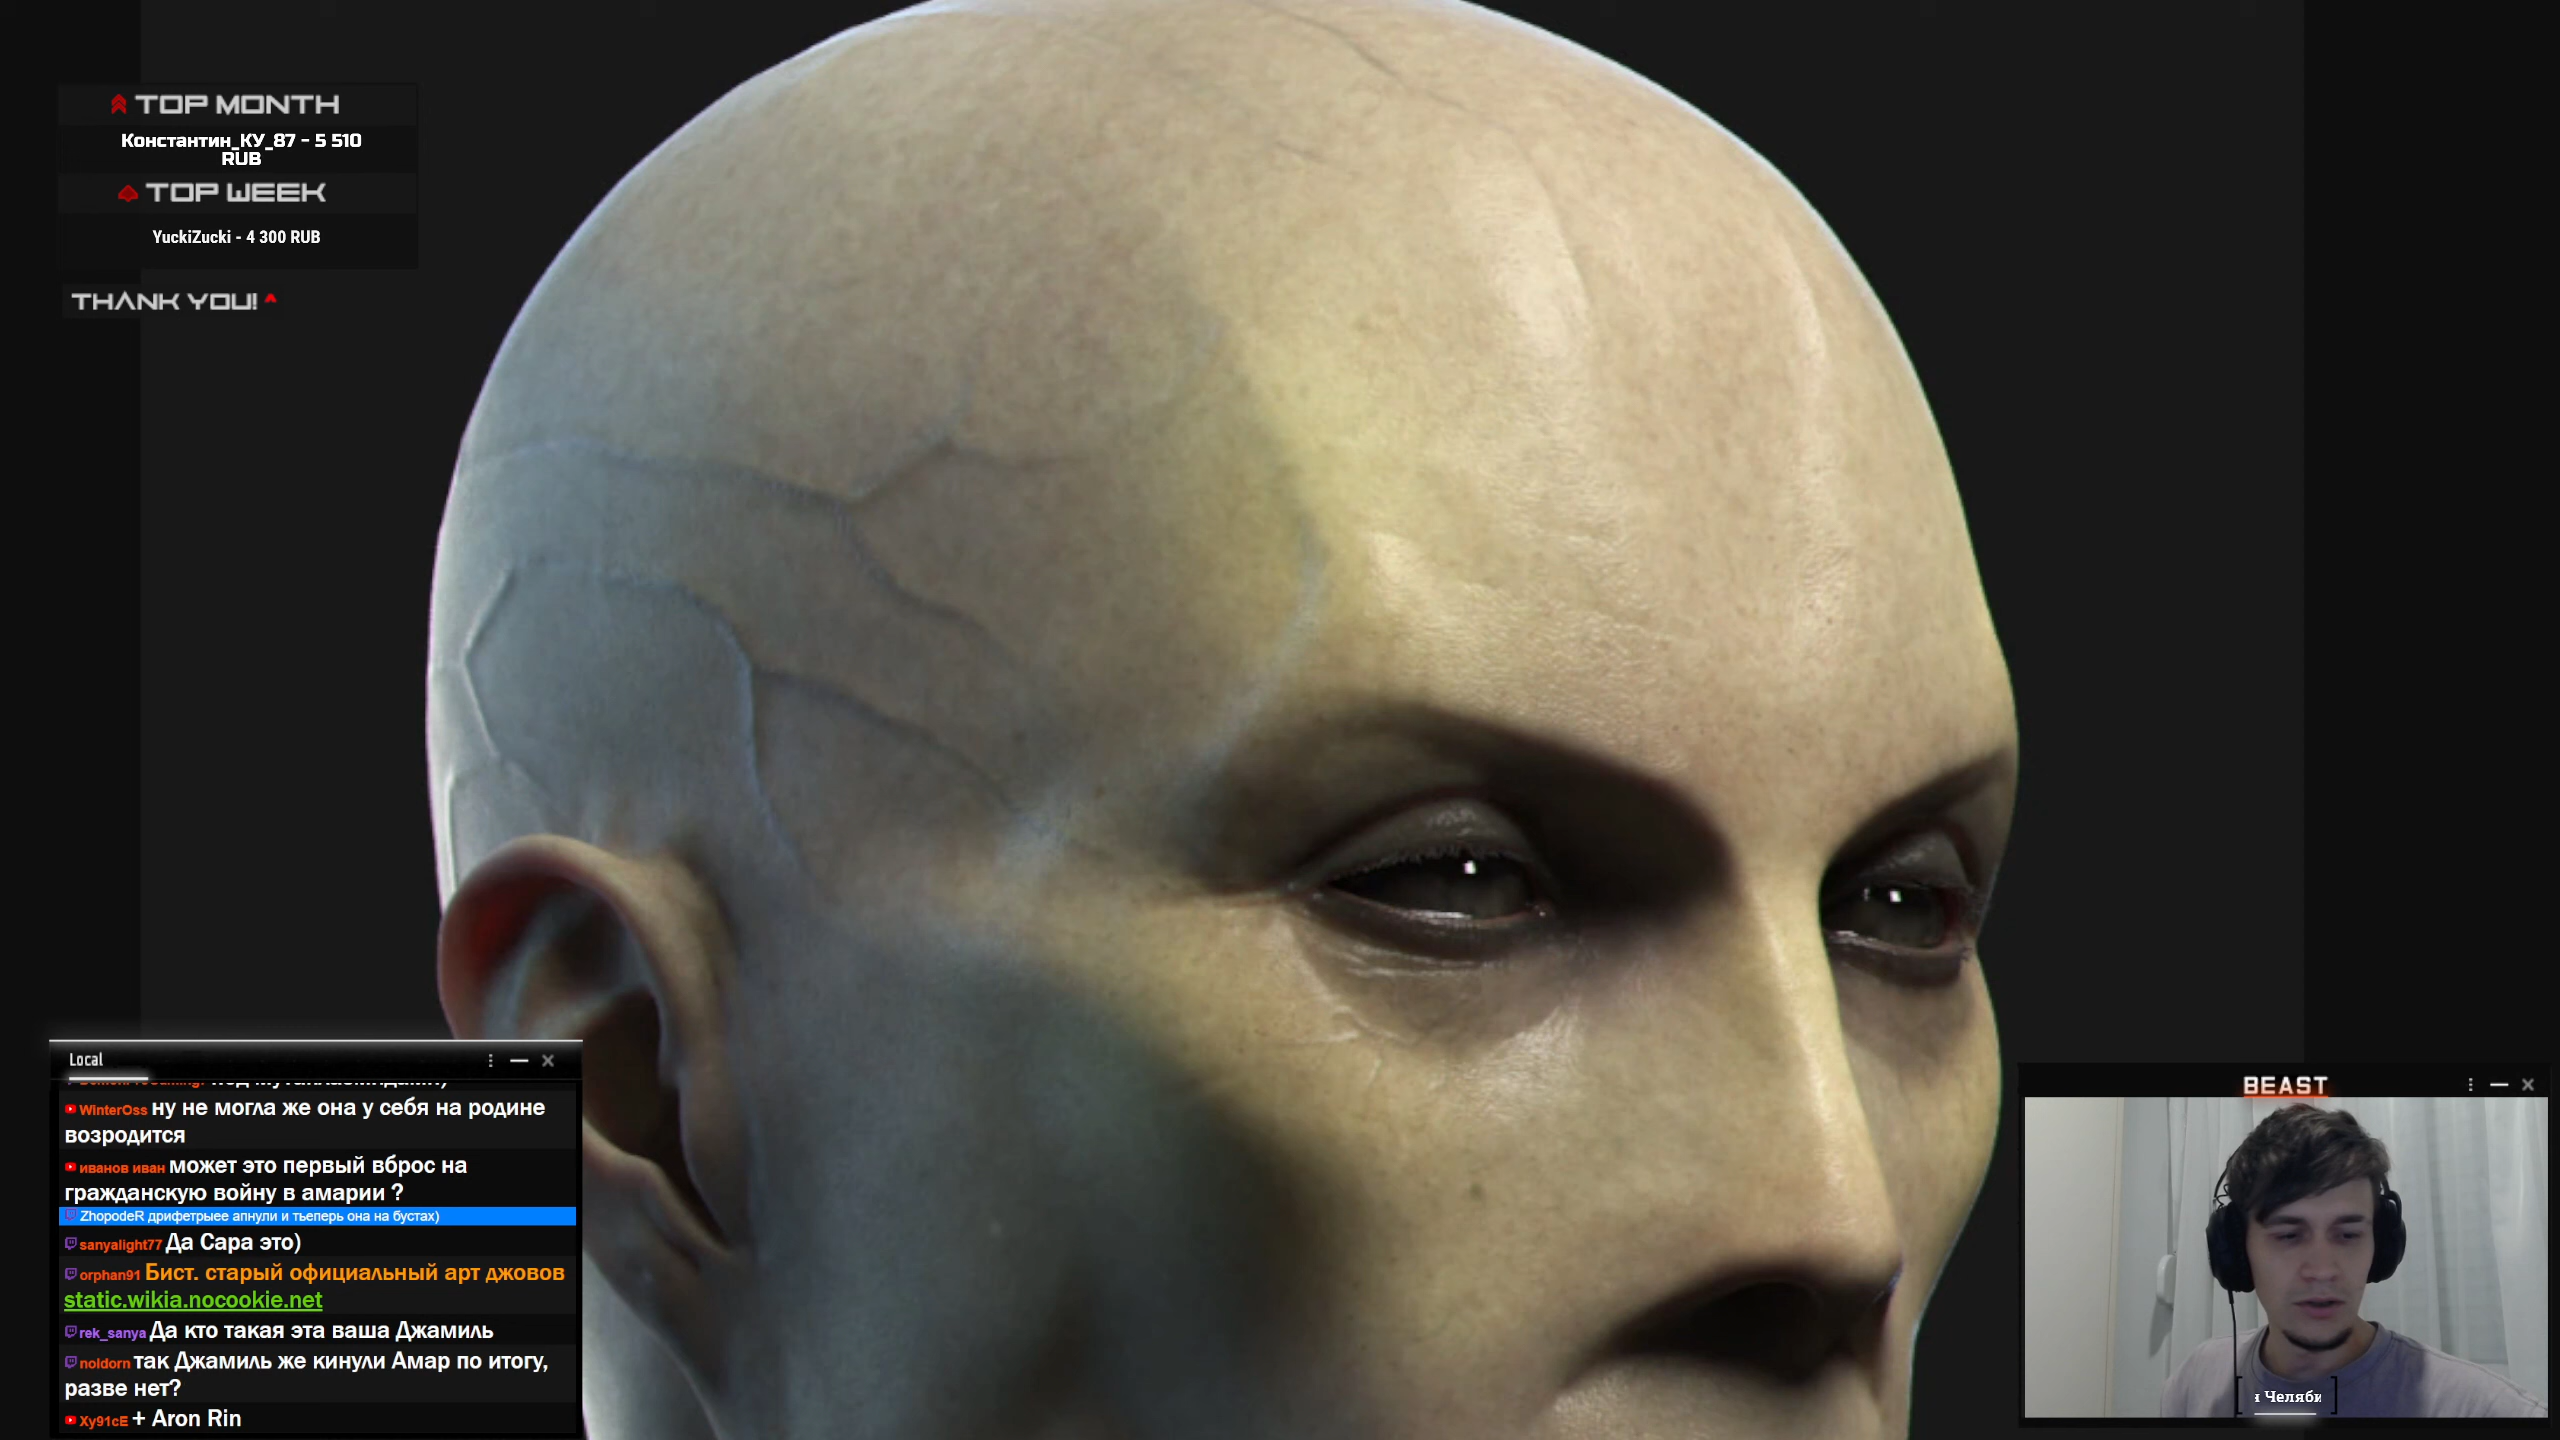 TOP MONTH
Константин_КУ_87 - 5 510
RUB
TOP WEEK
YuckiZucki - 4 300 RUB
THANK YOU!
Local
WinterOss ну не могла же она у себя на родине
возродится
иванов иван может это первый вброс на
гражданскую войну в амарии ?
ZhopodeR дрифетрыее апнули и тьеперь она на бустах)
sanyalight77 Да Сара это)
orphan91 Бист. старый официальный арт джовов
static.wikia.nocookie.net
rek_sanya Да кто такая эта ваша Джамиль
noldorn так Джамиль же кинули Амар по итогу,
разве нет?
Xy91cE + Aron Rin
BEAST
Челяби